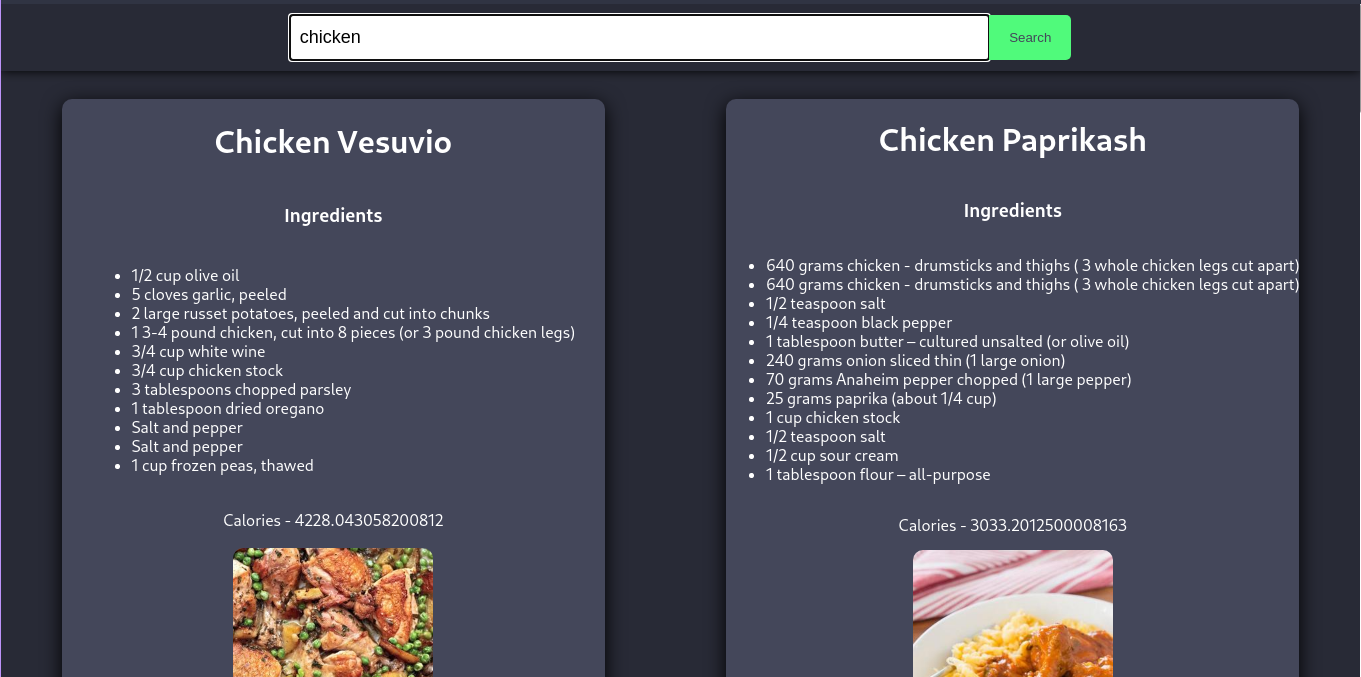 chicken
Search
Chicken Vesuvio
Ingredients
1/2 cup olive oil
5 cloves garlic, peeled
2 large russet potatoes, peeled and cut into chunks
1 3-4 pound chicken, cut into 8 pieces (or 3 pound chicken legs)
3/4 cup white wine
3/4 cup chicken stock
3 tablespoons chopped parsley
1 tablespoon dried oregano
Salt and pepper
Salt and pepper
1 cup frozen peas, thawed
Calories - 4228.043058200812
Chicken Paprikash
Ingredients
640 grams chicken - drumsticks and thighs ( 3 whole chicken legs cut apart)
640 grams chicken - drumsticks and thighs ( 3 whole chicken legs cut apart)
1/2 teaspoon salt
1/4 teaspoon black pepper
1 tablespoon butter – cultured unsalted (or olive oil)
240 grams onion sliced thin (1 large onion)
70 grams Anaheim pepper chopped (1 large pepper)
25 grams paprika (about 1/4 cup)
1 cup chicken stock
1/2 teaspoon salt
1/2 cup sour cream
1 tablespoon flour – all-purpose
Calories - 3033.2012500008163